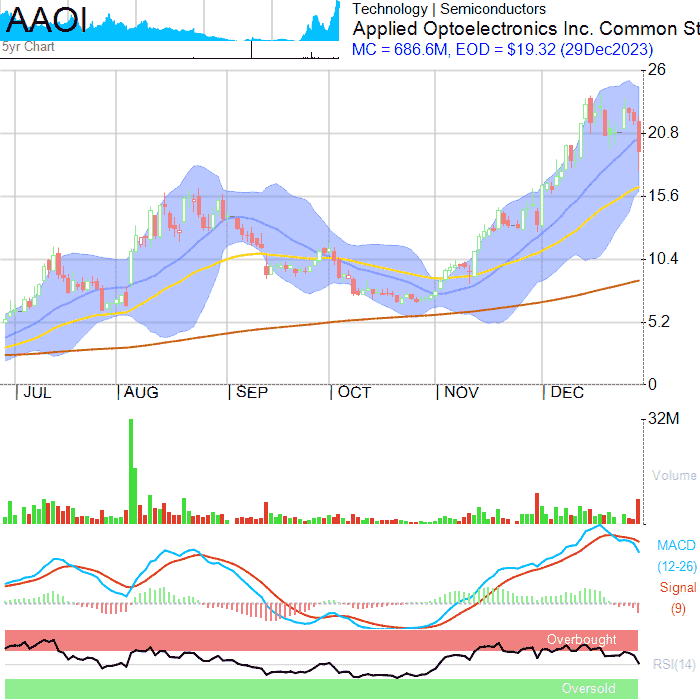 AAOI
5yr Chart
Technology | Semiconductors
Applied Optoelectronics Inc. Common St
MC = 686.6M, EOD = $19.32 (29Dec2023)
26
20.8
15.6
10.4
5.2
0
JUL AUG SEP OCT NOV DEC
32M
Volume
MACD
(12-26)
Signal
(9)
Overbought
RSI(14)
Oversold